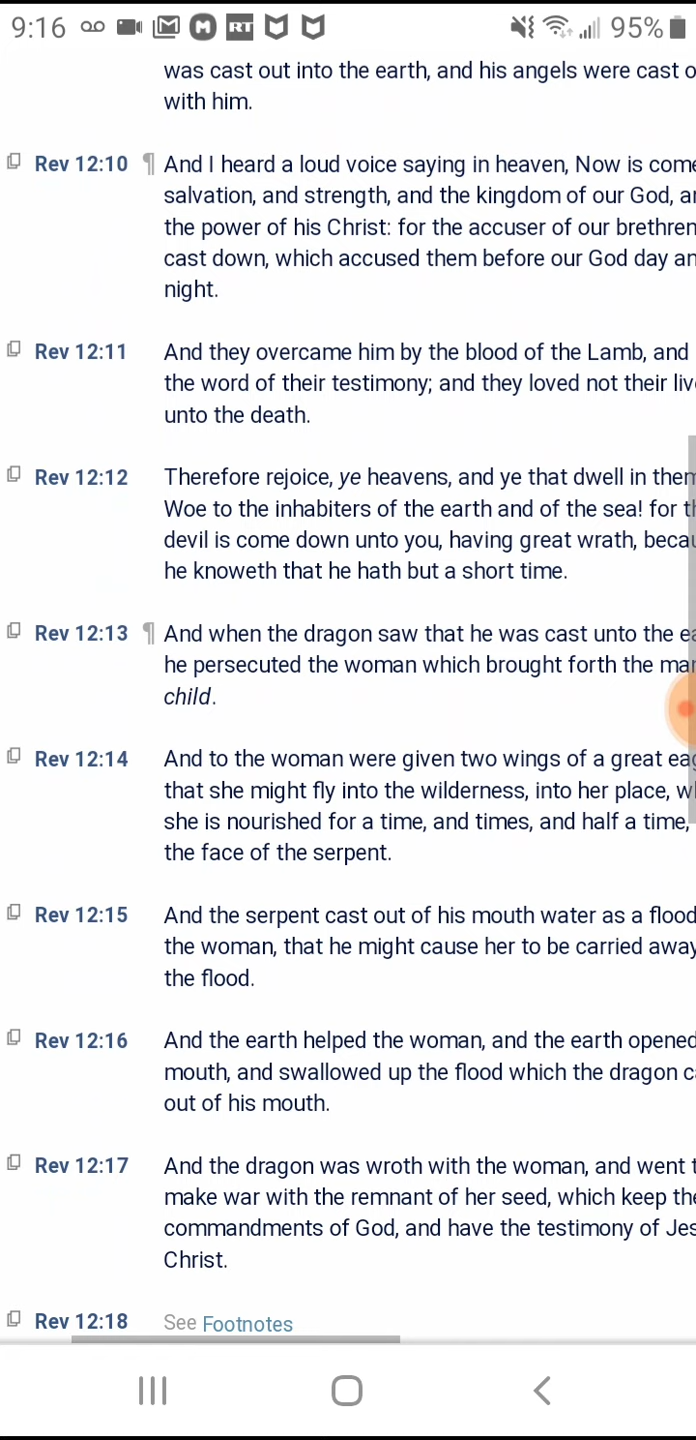 9:16 RT 95%
was cast out into the earth, and his angels were cast
with him.
Rev 12:10 ¶ And I heard a loud voice saying in heaven, Now is come
salvation, and strength, and the kingdom of our God,
the power of his Christ: for the accuser of our brethren
cast down, which accused them before our God day
night.
Rev 12:11 And they overcame him by the blood of the Lamb, and
the word of their testimony; and they loved not their
unto the death.
Rev 12:12 Therefore rejoice, ye heavens, and ye that dwell in
Woe to the inhabiters of the earth and of the sea! for
devil is come down unto you, having great wrath,
he knoweth that he hath but a short time.
Rev 12:13 ¶ And when the dragon saw that he was cast unto the
he persecuted the woman which brought forth the
child.
Rev 12:14 And to the woman were given two wings of a great
that she might fly into the wilderness, into her place,
she is nourished for a time, and times, and half a time,
the face of the serpent.
Rev 12:15 And the serpent cast out of his mouth water as a flood
the woman, that he might cause her to be carried away
the flood.
Rev 12:16 And the earth helped the woman, and the earth opened
mouth, and swallowed up the flood which the dragon
out of his mouth.
Rev 12:17 And the dragon was wroth with the woman, and went
make war with the remnant of her seed, which keep
commandments of God, and have the testimony of
Christ.
Rev 12:18 See Footnotes